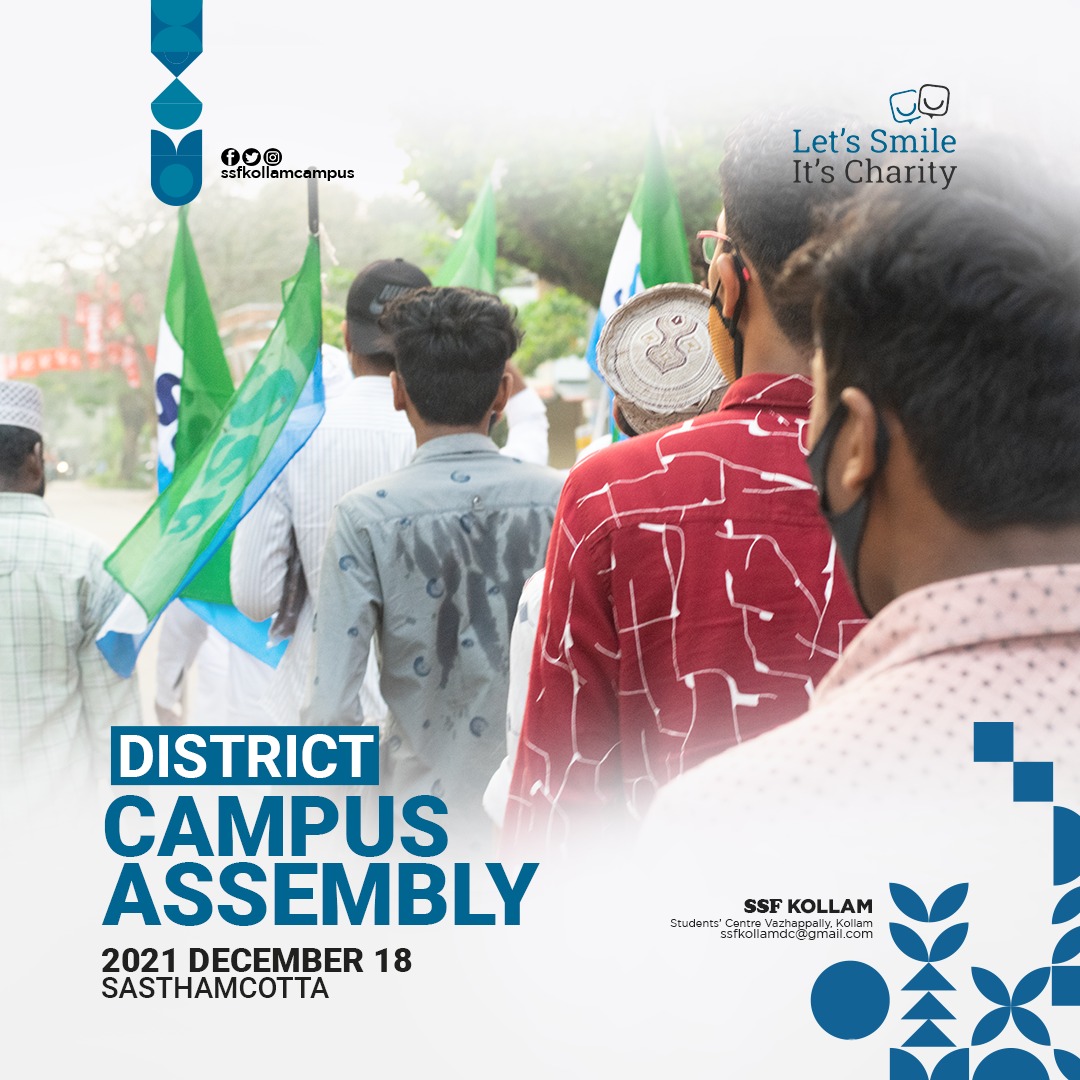 ssfkollamcampus
Let's Smile
It's Charity
SSF
DISTRICT
CAMPUS
ASSEMBLY
2021 DECEMBER 18
SASTHAMCOTTA
SSF KOLLAM
Students' Centre Vazhappally, Kollam
ssfkollamdc@gmail.com